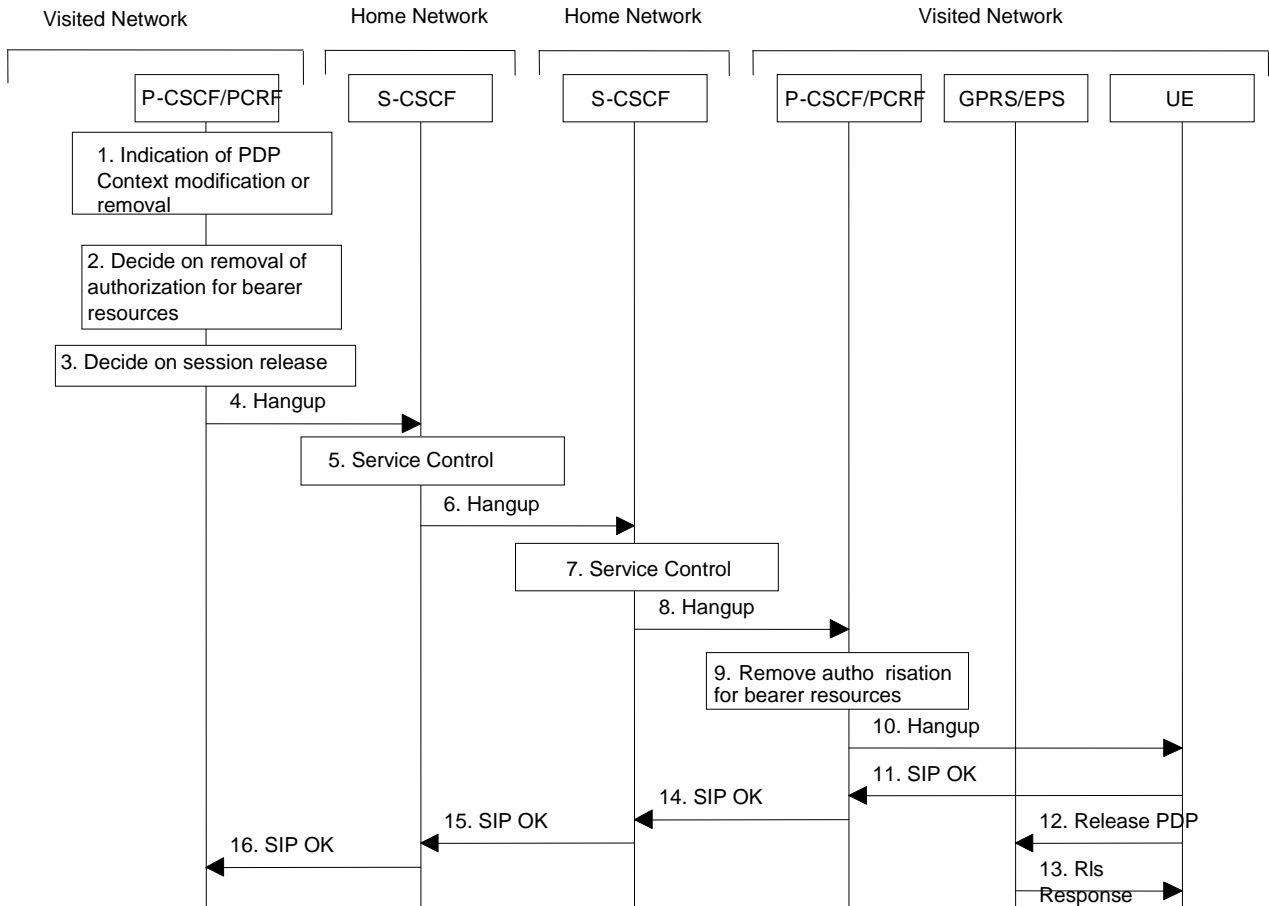 Visited Network
Home Network
Home Network
Visited Network
P-CSCF/PCRF
S-CSCF
S-CSCF
P-CSCF/PCRF
GPRS/EPS
UE
1. Indication of PDP
Context modification or
removal
2. Decide on removal of
authorization for bearer
resources
3. Decide on session release
4. Hangup
5. Service Control
6. Hangup
7. Service Control
8. Hangup
9. Remove autho risation
for bearer resources
10. Hangup
11. SIP OK
14. SIP OK
15. SIP OK
12. Release PDP
16. SIP OK
13. Rls
Response